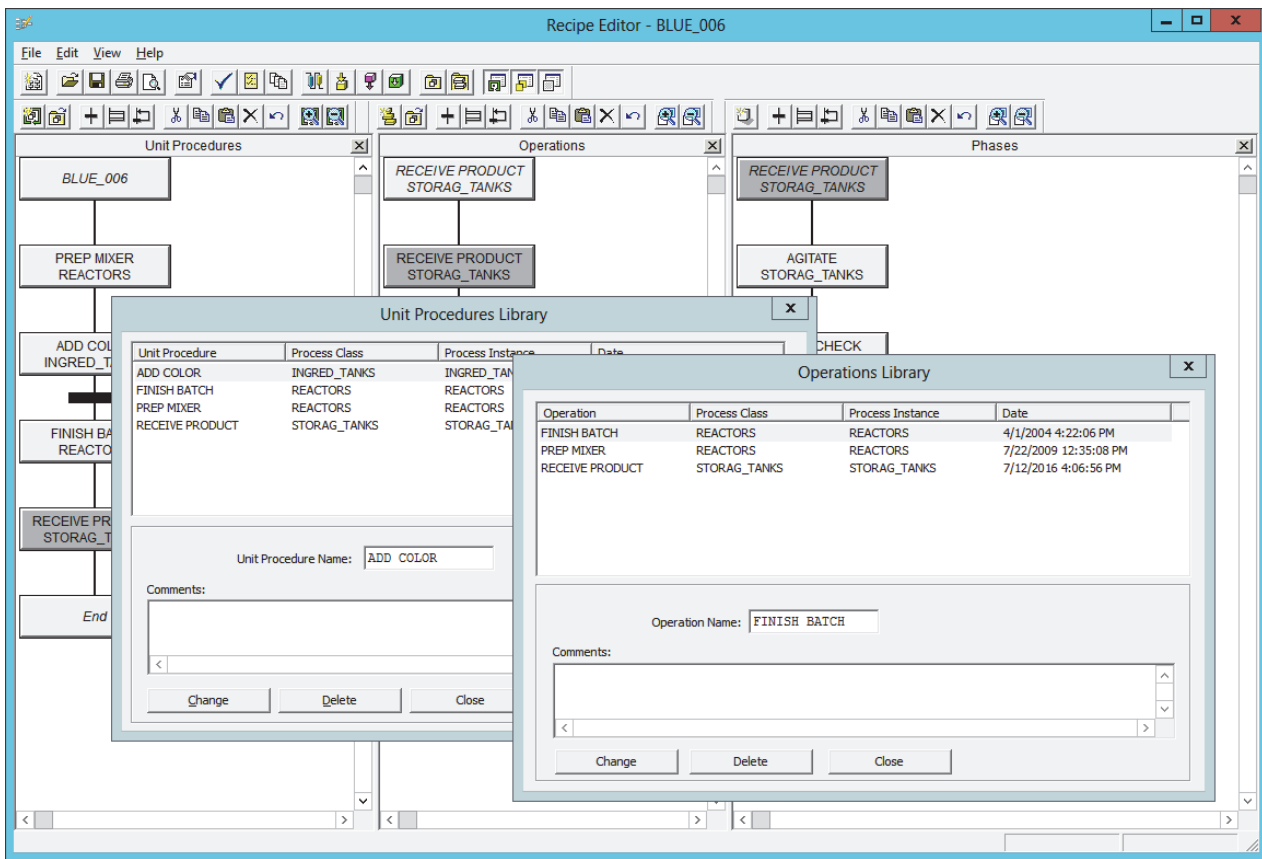 Recipe Editor - BLUE_006
File Edit View Help
Unit Procedures
Operations
Phases
BLUE_006
RECEIVE PRODUCT
STORAG_TANKS
RECEIVE PRODUCT
STORAG_TANKS
PREP MIXER
REACTORS
RECEIVE PRODUCT
STORAG_TANKS
AGITATE
STORAG_TANKS
ADD COL
INGRED_T
CHECK
FINISH BA
REACTO
RECEIVE PR
STORAG_T
End
Unit Procedures Library
Unit Procedure Process Class Process Instance Date
ADD COLOR INGRED_TANKS INGRED_TAN
FINISH BATCH REACTORS REACTORS
PREP MIXER REACTORS REACTORS
RECEIVE PRODUCT STORAG_TANKS STORAG_TA
Unit Procedure Name: ADD COLOR
Comments:
Change Delete Close
Operations Library
Operation Process Class Process Instance Date
FINISH BATCH REACTORS REACTORS 4/1/2004 4:22:06 PM
PREP MIXER REACTORS REACTORS 7/22/2009 12:35:08 PM
RECEIVE PRODUCT STORAG_TANKS STORAG_TANKS 7/12/2016 4:06:56 PM
Operation Name: FINISH BATCH
Comments:
Change Delete Close